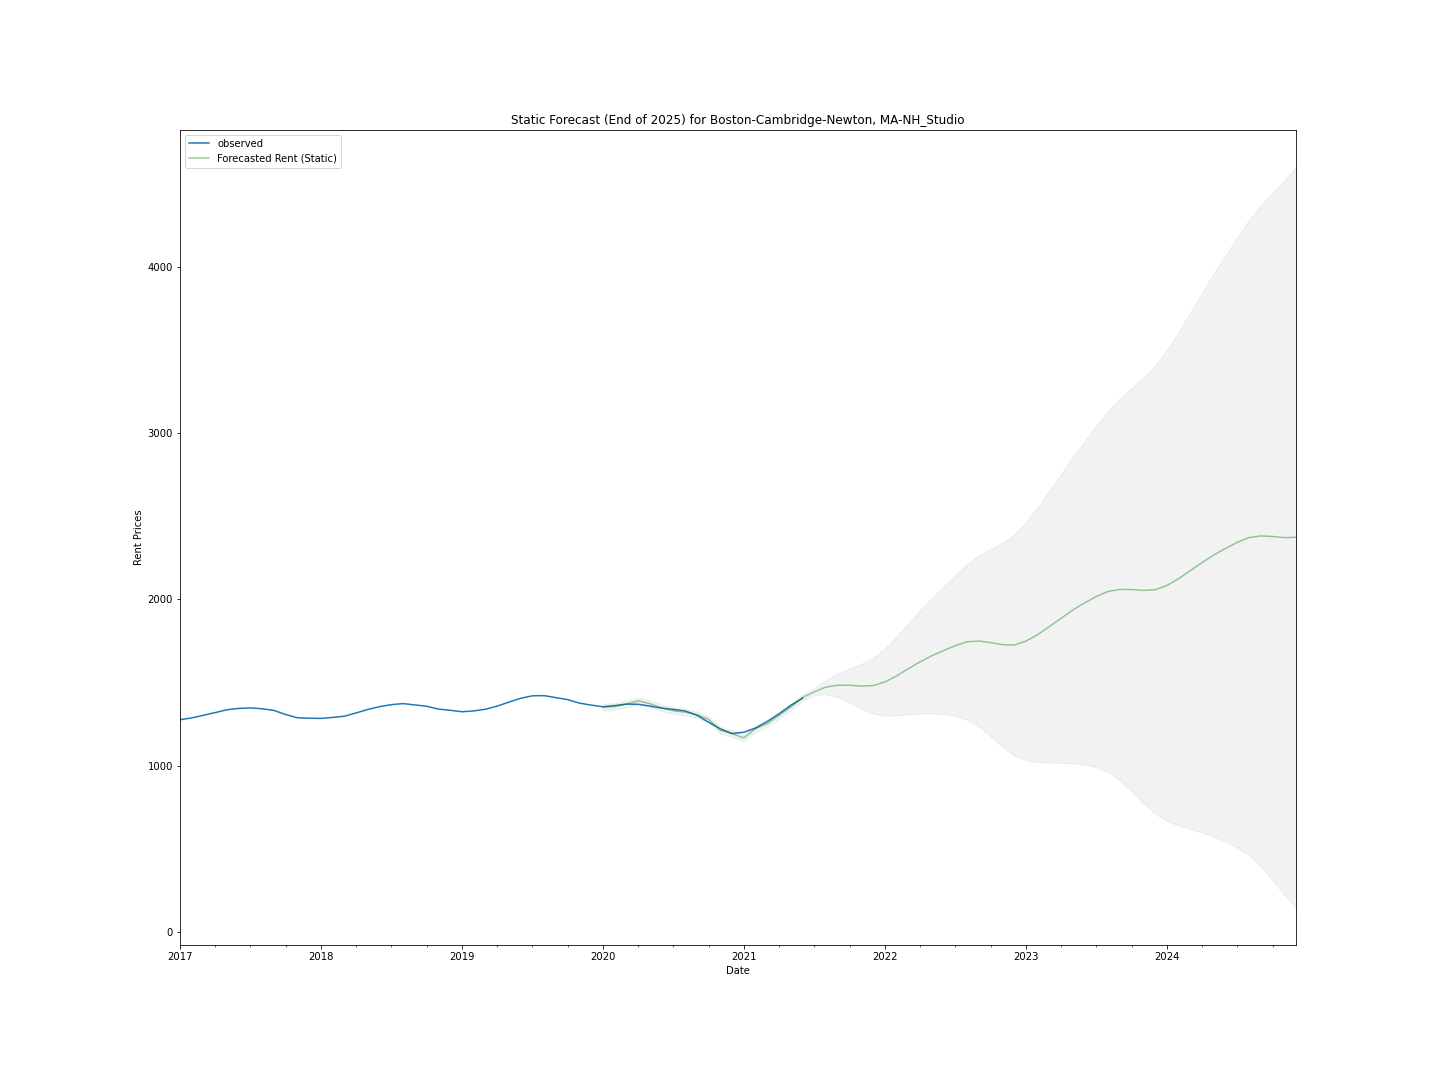 Static Forecast (End of 2025) for Boston-Cambridge-Newton, MA-NH_Studio
observed
Forecasted Rent (Static)
4000
3000
2000
1000
0
Rent Prices
2017 2018 2019 2020 2021 2022 2023 2024
Date